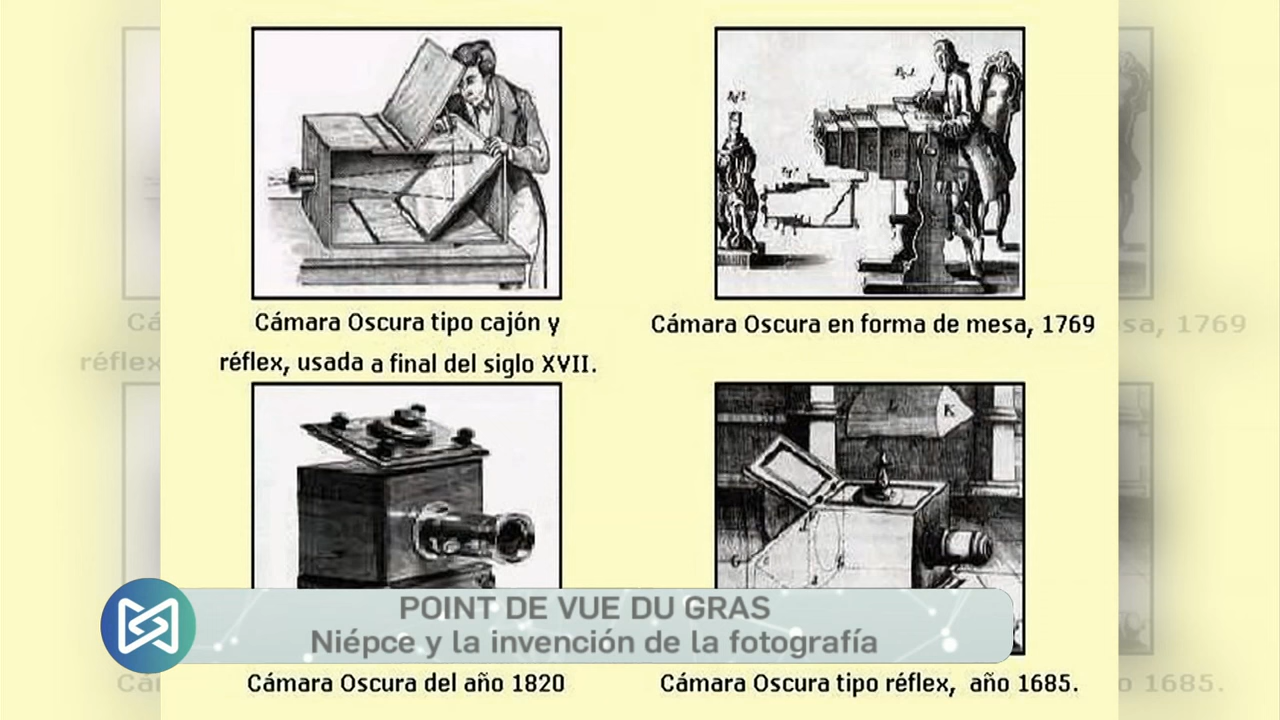 Cámara Oscura tipo cajón y
réflex, usada a final del siglo XVII.
Cámara Oscura en forma de mesa, 1769
L
K
POINT DE VUE DU GRAS
Niépce y la invención de la fotografía
Cámara Oscura del año 1820
Cámara Oscura tipo réflex, año 1685.